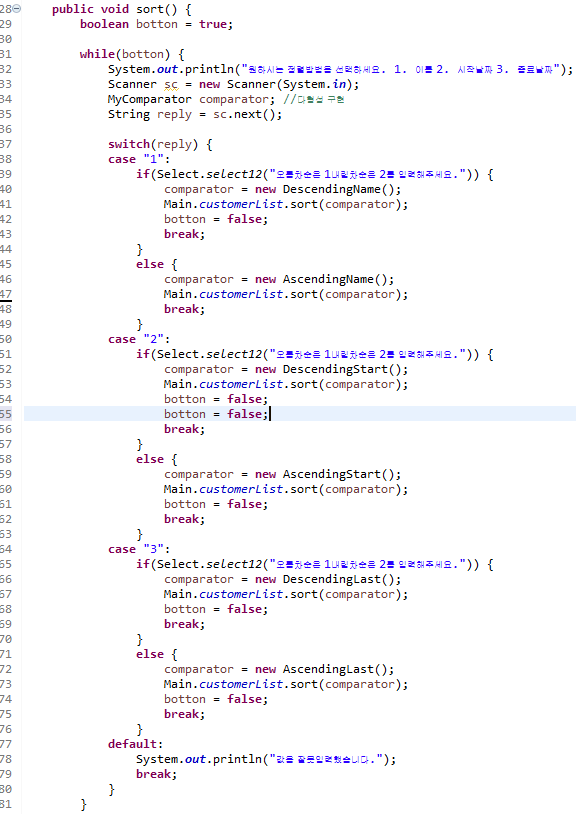 28 public void sort() {
29 boolean botton = true;
30
31 while(botton) {
32 System.out.println("원하시는 정렬방법을 선택하세요. 1. 이름 2. 시작날짜 3. 종료날짜");
33 Scanner sc = new Scanner(System.in);
34 MyComparator comparator; //다형성 구현
35 String reply = sc.next();
36
37 switch(reply) {
38 case "1":
39 if(Select.select12("오름차순은 1내림차순은 2를 입력해주세요.")) {
40 comparator = new DescendingName();
41 Main.customerList.sort(comparator);
42 botton = false;
43 break;
44 }
45 else {
46 comparator = new AscendingName();
47 Main.customerList.sort(comparator);
48 break;
49 }
50 case "2":
51 if(Select.select12("오름차순은 1내림차순은 2를 입력해주세요.")) {
52 comparator = new DescendingStart();
53 Main.customerList.sort(comparator);
54 botton = false;
55 botton = false;
56 break;
57 }
58 else {
59 comparator = new AscendingStart();
60 Main.customerList.sort(comparator);
61 botton = false;
62 break;
63 }
64 case "3":
65 if(Select.select12("오름차순은 1내림차순은 2를 입력해주세요.")) {
66 comparator = new DescendingLast();
67 Main.customerList.sort(comparator);
68 botton = false;
69 break;
70 }
71 else {
72 comparator = new AscendingLast();
73 Main.customerList.sort(comparator);
74 botton = false;
75 break;
76 }
77 default:
78 System.out.println("값을 잘못입력했습니다.");
79 break;
80 }
81 }